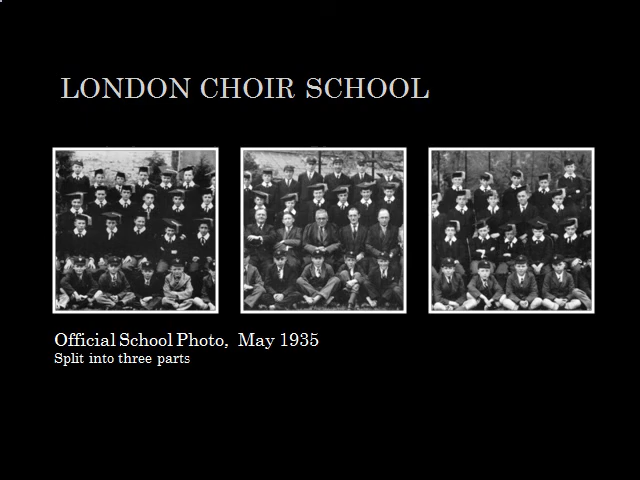 LONDON CHOIR SCHOOL
Official School Photo,  May 1935
Split into three parts